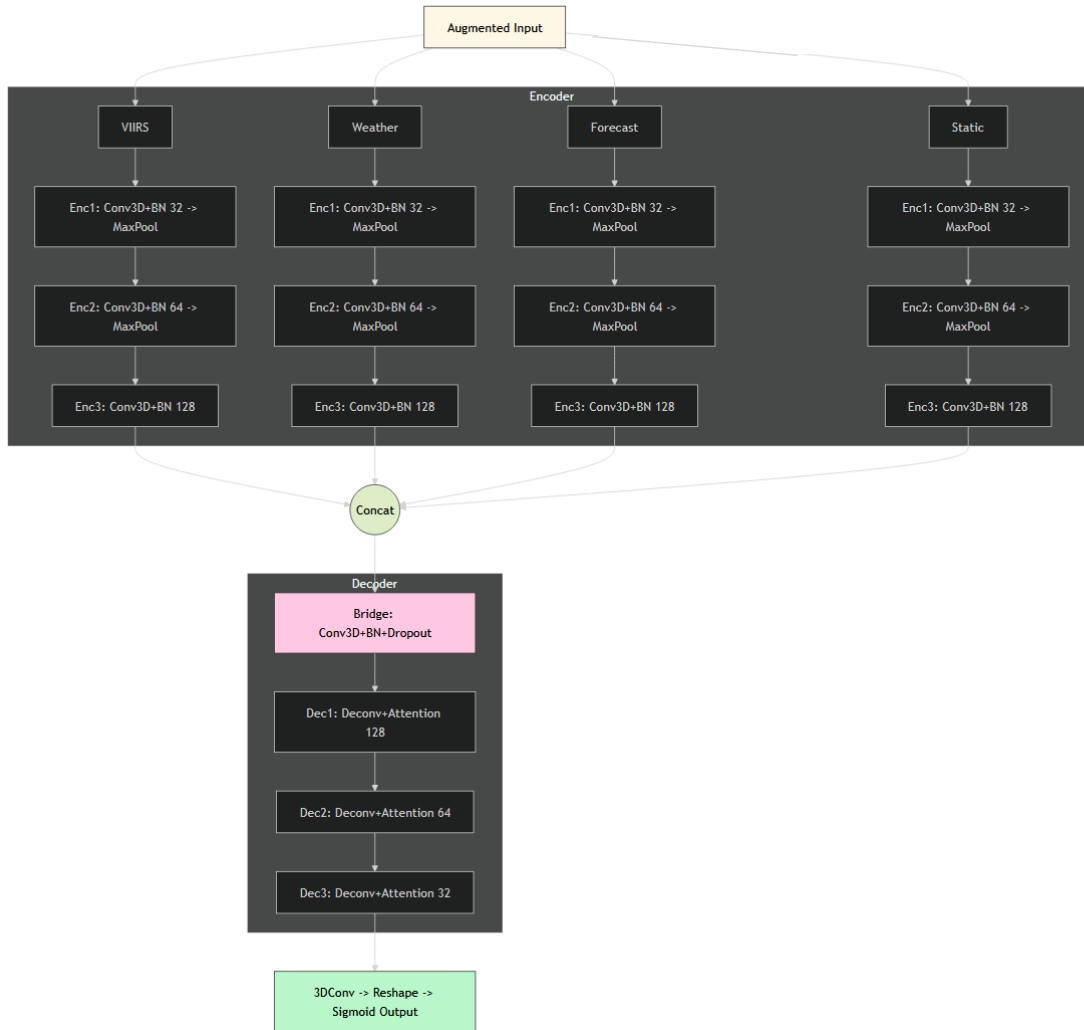 Augmented Input
Encoder
VIIRS
Weather
Forecast
Static
Enc1: Conv3D+BN 32 ->
MaxPool
Enc1: Conv3D+BN 32 ->
MaxPool
Enc1: Conv3D+BN 32 ->
MaxPool
Enc1: Conv3D+BN 32 ->
MaxPool
Enc2: Conv3D+BN 64 ->
MaxPool
Enc2: Conv3D+BN 64 ->
MaxPool
Enc2: Conv3D+BN 64 ->
MaxPool
Enc2: Conv3D+BN 64 ->
MaxPool
Enc3: Conv3D+BN 128
Enc3: Conv3D+BN 128
Enc3: Conv3D+BN 128
Enc3: Conv3D+BN 128
Concat
Decoder
Bridge:
Conv3D+BN+Dropout
Dec1: Deconv+Attention
128
Dec2: Deconv+Attention 64
Dec3: Deconv+Attention 32
3DConv -> Reshape ->
Sigmoid Output